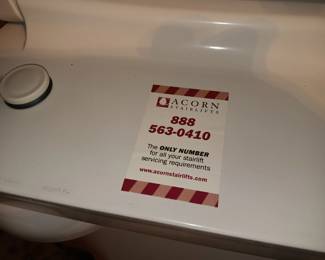 ACORN
STAIRLIFTS
888
563-0410
The ONLY NUMBER
for all your stairlift
servicing requirements
www.acornstairlifts.com